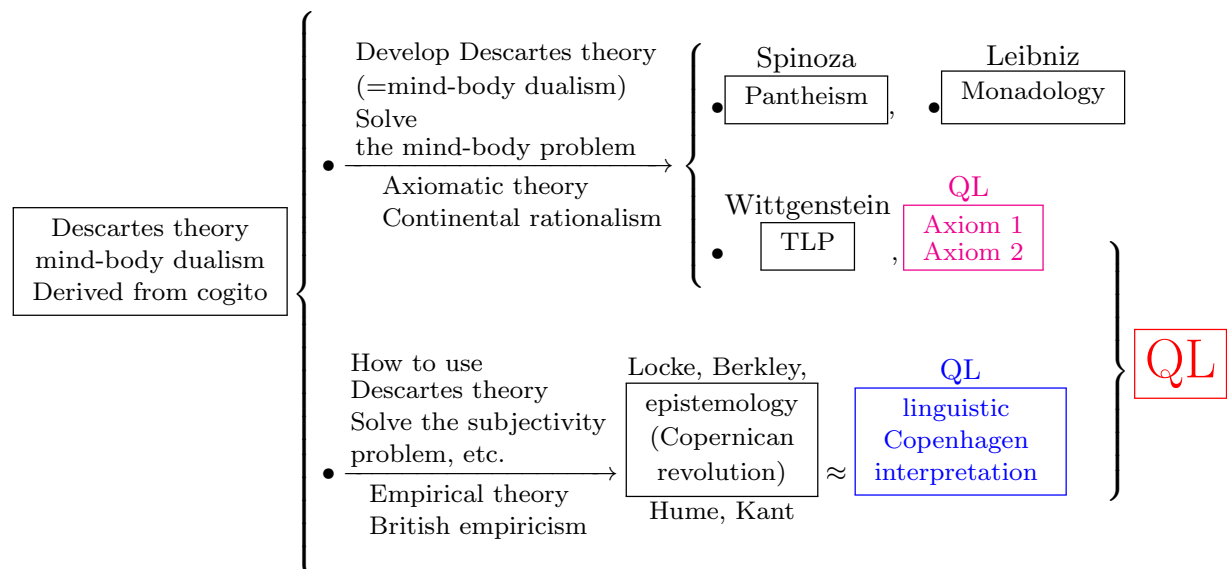 Descartes theory
mind-body dualism
Derived from cogito
Develop Descartes theory
(=mind-body dualism)
Solve
the mind-body problem
Axiomatic theory
Continental rationalism
Spinoza
• Pantheism ,
Leibniz
• Monadology
Wittgenstein
• TLP ,
QL
Axiom 1
Axiom 2
How to use
Descartes theory
Solve the subjectivity
problem, etc.
Empirical theory
British empiricism
Locke, Berkley,
epistemology
(Copernican
revolution)
Hume, Kant
≈
QL
linguistic
Copenhagen
interpretation
QL